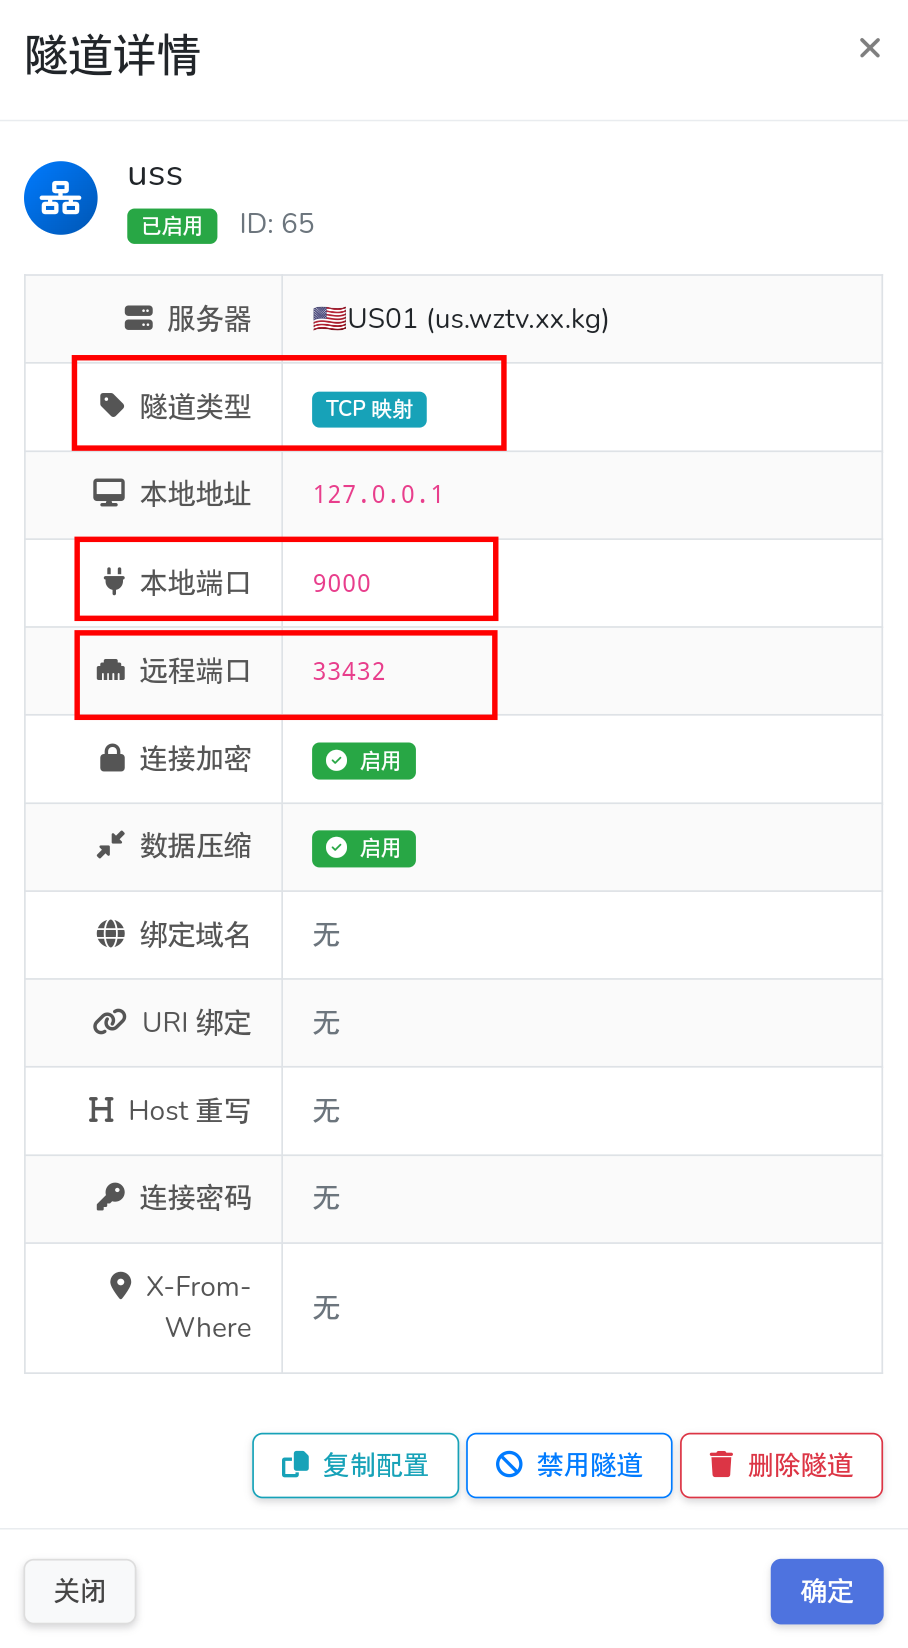 隧道详情
uss
已启用 ID: 65
服务器 US01 (us.wztv.xx.kg)
隧道类型 TCP 映射
本地地址 127.0.0.1
本地端口 9000
远程端口 33432
连接加密 启用
数据压缩 启用
绑定域名 无
URI 绑定 无
Host 重写 无
连接密码 无
X-From-
Where 无
复制配置 禁用隧道 删除隧道
关闭 确定